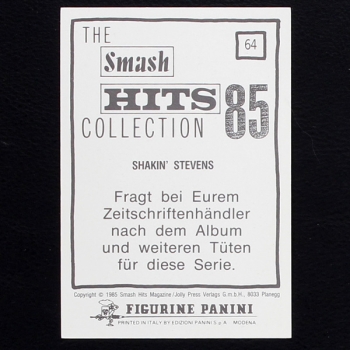 THE
64
Smash
HITS 85
COLLECTION
SHAKIN' STEVENS
Fragt bei Eurem
Zeitschriftenhändler
nach dem Album
und weiteren Tüten
für diese Serie.
Copyright © 1985 Smash Hits Magazine/Jolly Press Verlags G.m.b.H., 8033 Planegg
FIGURINE PANINI
PRINTED IN ITALY BY EDIZIONI PANINI S.p.A. - MODENA